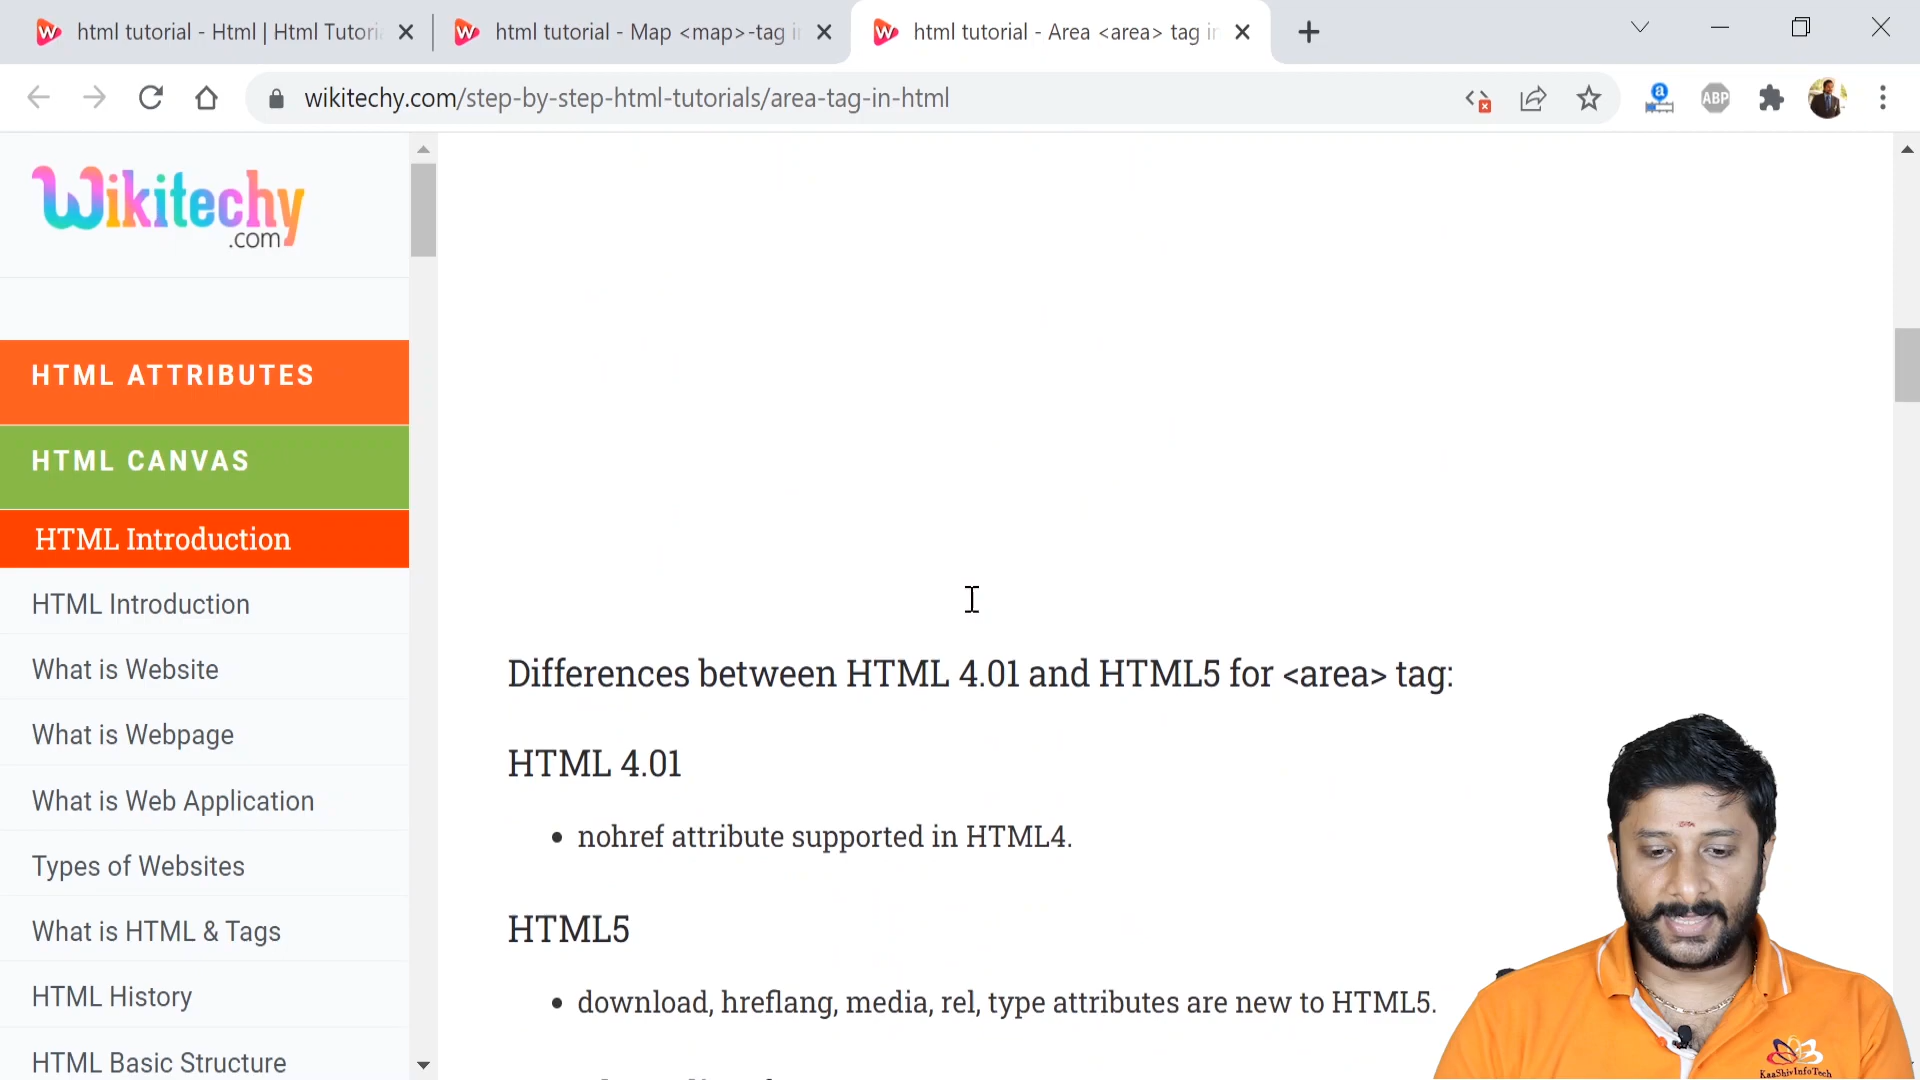 html tutorial - Html | Html Tutori
html tutorial - Map <map>-tag i
html tutorial - Area <area> tag in
wikitechy.com/step-by-step-html-tutorials/area-tag-in-html
a
ABP
Wikitechy
.com
HTML ATTRIBUTES
HTML CANVAS
HTML Introduction
HTML Introduction
What is Website
What is Webpage
What is Web Application
Types of Websites
What is HTML & Tags
HTML History
HTML Basic Structure
Differences between HTML 4.01 and HTML5 for <area> tag:
HTML 4.01
• nohref attribute supported in HTML4.
HTML5
• download, hreflang, media, rel, type attributes are new to HTML5.
KaaShivInfoTech